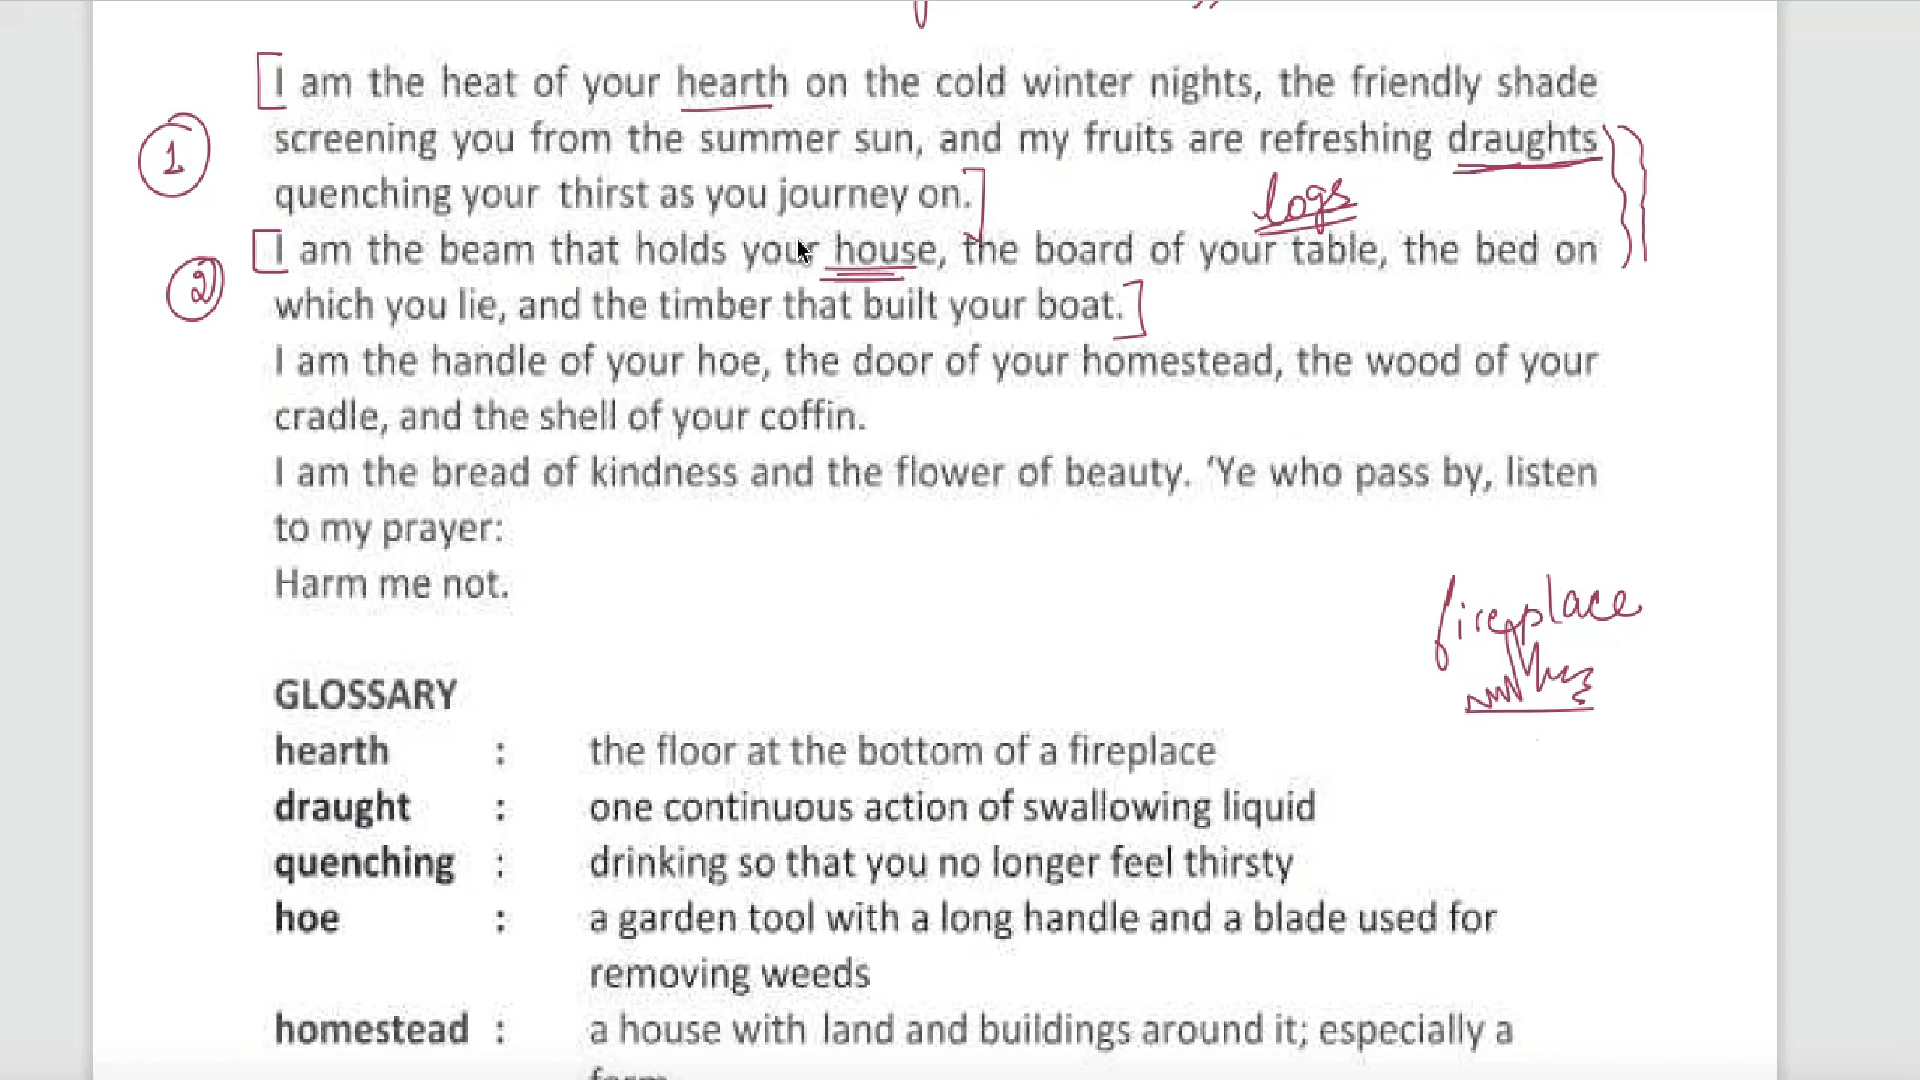 I am the heat of your hearth on the cold winter nights, the friendly shade
screening you from the summer sun, and my fruits are refreshing draughts
1
quenching your thirst as you journey on.
logs
I am the beam that holds your house, the board of your table, the bed on
2
which you lie, and the timber that built your boat.
I am the handle of your hoe, the door of your homestead, the wood of your
cradle, and the shell of your coffin.
I am the bread of kindness and the flower of beauty. ‘Ye who pass by, listen
to my prayer:
Harm me not.
fireplace
GLOSSARY
hearth : the floor at the bottom of a fireplace
draught : one continuous action of swallowing liquid
quenching : drinking so that you no longer feel thirsty
hoe : a garden tool with a long handle and a blade used for
removing weeds
homestead : a house with land and buildings around it; especially a